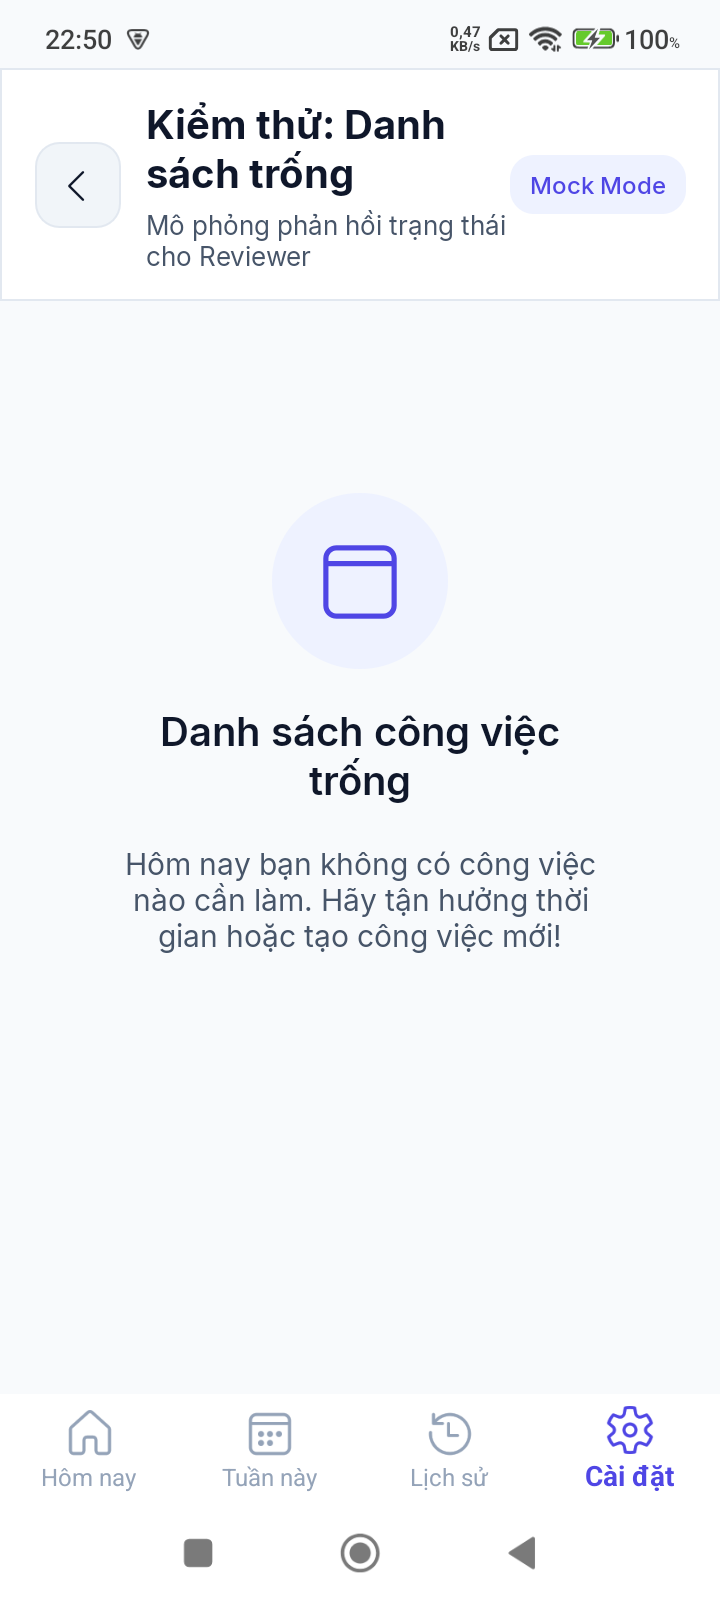 22:50
0,47
KB/s
100%
Kiểm thử: Danh
sách trống
Mock Mode
Mô phỏng phản hồi trạng thái
cho Reviewer
Danh sách công việc
trống
Hôm nay bạn không có công việc
nào cần làm. Hãy tận hưởng thời
gian hoặc tạo công việc mới!
Hôm nay
Tuần này
Lịch sử
Cài đặt